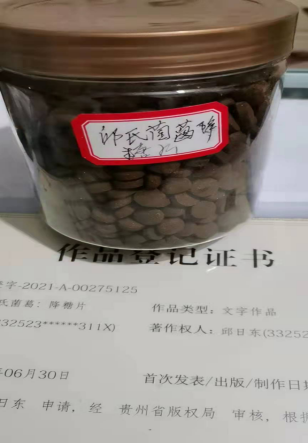 邱氏菌蒿降
糖片
作品登记证书
字-2021-A-00275125
氏菌蒿:降糖片
作品类型: 文字作品
32523******311X)
著作权人: 邱日东(33252
06月30日
首次发表/出版/制作日期
日东 申请, 经 贵州省版权局 审核, 根据